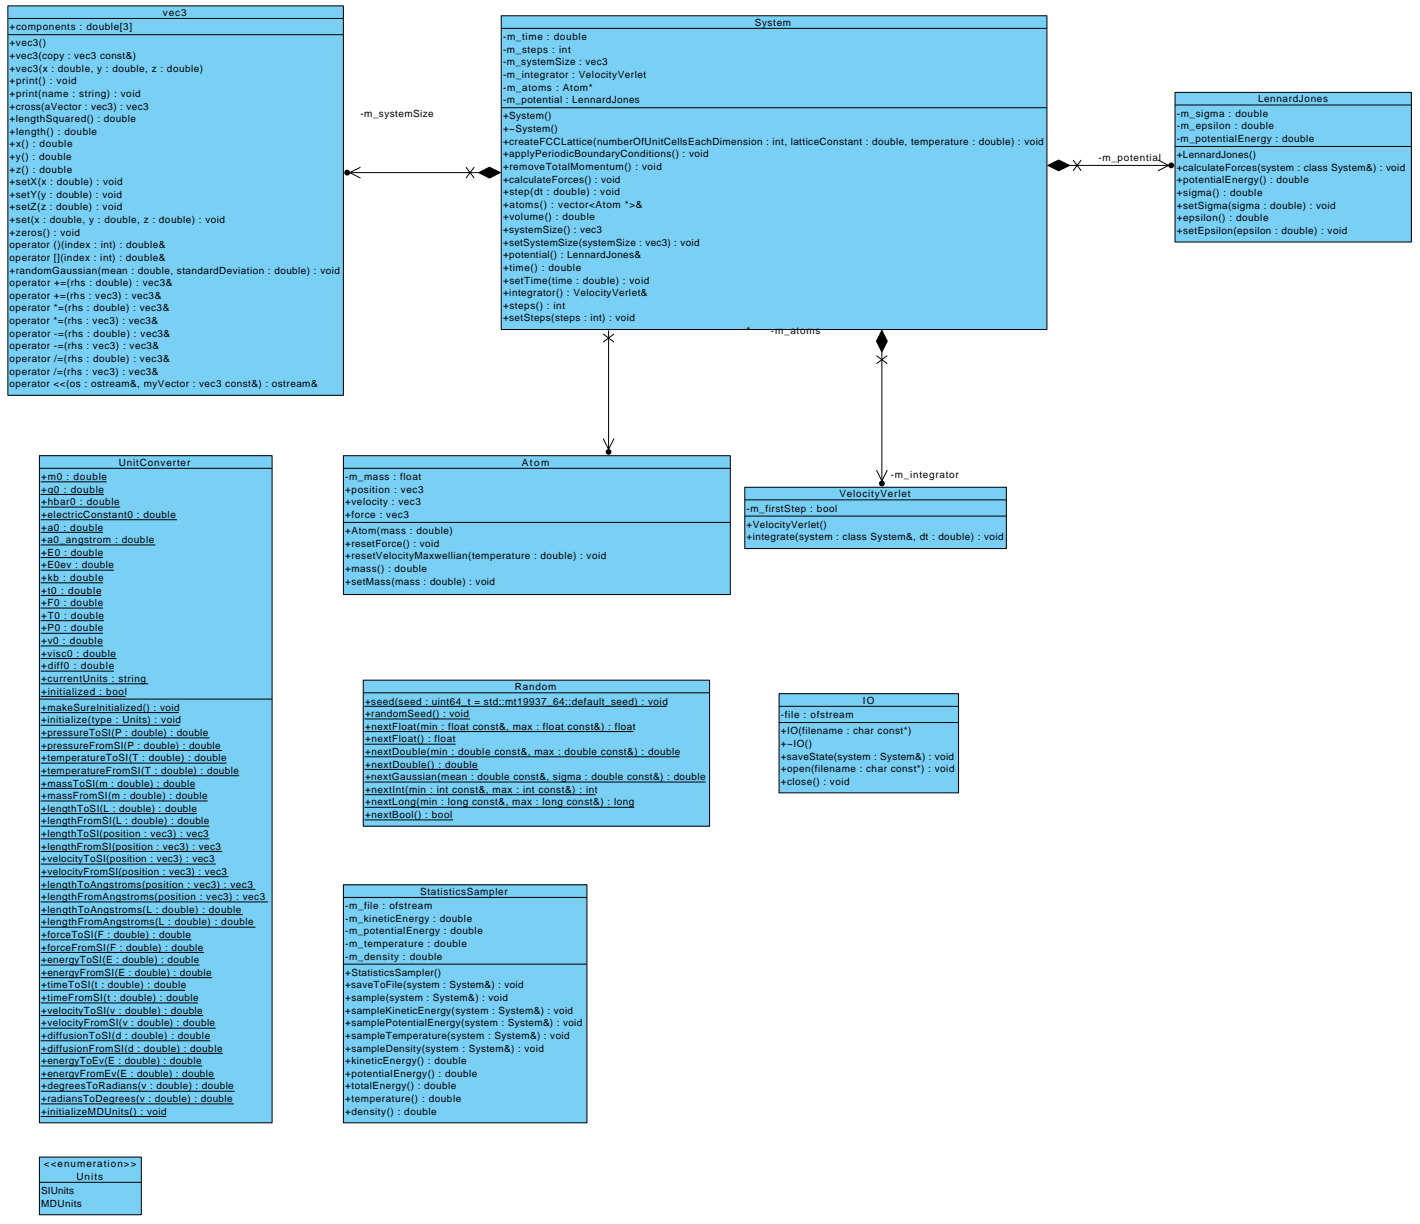 vec3
+components : double[3]
+vec3()
+vec3(copy : vec3 const&)
+vec3(x : double, y : double, z : double)
+print() : void
+print(name : string) : void
+cross(aVector : vec3) : vec3
+lengthSquared() : double
+length() : double
+x() : double
+y() : double
+z() : double
+setX(x : double) : void
+setY(y : double) : void
+setZ(z : double) : void
+set(x : double, y : double, z : double) : void
+zeros() : void
operator ()(index : int) : double&
operator [](index : int) : double&
+randomGaussian(mean : double, standardDeviation : double) : void
operator +=(rhs : double) : vec3&
operator +=(rhs : vec3) : vec3&
operator *=(rhs : double) : vec3&
operator *=(rhs : vec3) : vec3&
operator -=(rhs : double) : vec3&
operator -=(rhs : vec3) : vec3&
operator /=(rhs : double) : vec3&
operator /=(rhs : vec3) : vec3&
operator <<(os : ostream&, myVector : vec3 const&) : ostream&
-m_systemSize
System
-m_time : double
-m_steps : int
-m_systemSize : vec3
-m_integrator : VelocityVerlet
-m_atoms : Atom*
-m_potential : LennardJones
+System()
+~System()
+createFCCLattice(numberOfUnitCellsEachDimension : int, latticeConstant : double, temperature : double) : void
+applyPeriodicBoundaryConditions() : void
+removeTotalMomentum() : void
+calculateForces() : void
+step(dt : double) : void
+atoms() : vector<Atom *>&
+volume() : double
+systemSize() : vec3
+setSystemSize(systemSize : vec3) : void
+potential() : LennardJones&
+time() : double
+setTime(time : double) : void
+integrator() : VelocityVerlet&
+steps() : int
+setSteps(steps : int) : void
-m_potential
LennardJones
-m_sigma : double
-m_epsilon : double
-m_potentialEnergy : double
+LennardJones()
+calculateForces(system : class System&) : void
+potentialEnergy() : double
+sigma() : double
+setSigma(sigma : double) : void
+epsilon() : double
+setEpsilon(epsilon : double) : void
* -m_atoms
-m_integrator
Atom
-m_mass : float
+position : vec3
+velocity : vec3
+force : vec3
+Atom(mass : double)
+resetForce() : void
+resetVelocityMaxwellian(temperature : double) : void
+mass() : double
+setMass(mass : double) : void
VelocityVerlet
-m_firstStep : bool
+VelocityVerlet()
+integrate(system : class System&, dt : double) : void
UnitConverter
+m0 : double
+q0 : double
+hbar0 : double
+electricConstant0 : double
+a0 : double
+a0_angstrom : double
+E0 : double
+E0ev : double
+kb : double
+t0 : double
+F0 : double
+T0 : double
+P0 : double
+v0 : double
+visc0 : double
+diff0 : double
+currentUnits : string
+initialized : bool
+makeSureInitialized() : void
+initialize(type : Units) : void
+pressureToSI(P : double) : double
+pressureFromSI(P : double) : double
+temperatureToSI(T : double) : double
+temperatureFromSI(T : double) : double
+massToSI(m : double) : double
+massFromSI(m : double) : double
+lengthToSI(L : double) : double
+lengthFromSI(L : double) : double
+lengthToSI(position : vec3) : vec3
+lengthFromSI(position : vec3) : vec3
+velocityToSI(position : vec3) : vec3
+velocityFromSI(position : vec3) : vec3
+lengthToAngstroms(position : vec3) : vec3
+lengthFromAngstroms(position : vec3) : vec3
+lengthToAngstroms(L : double) : double
+lengthFromAngstroms(L : double) : double
+forceToSI(F : double) : double
+forceFromSI(F : double) : double
+energyToSI(E : double) : double
+energyFromSI(E : double) : double
+timeToSI(t : double) : double
+timeFromSI(t : double) : double
+velocityToSI(v : double) : double
+velocityFromSI(v : double) : double
+diffusionToSI(d : double) : double
+diffusionFromSI(d : double) : double
+energyToEv(E : double) : double
+energyFromEv(E : double) : double
+degreesToRadians(v : double) : double
+radiansToDegrees(v : double) : double
+initializeMDUnits() : void
Random
+seed(seed : uint64_t = std::mt19937_64::default_seed) : void
+randomSeed() : void
+nextFloat(min : float const&, max : float const&) : float
+nextFloat() : float
+nextDouble(min : double const&, max : double const&) : double
+nextDouble() : double
+nextGaussian(mean : double const&, sigma : double const&) : double
+nextInt(min : int const&, max : int const&) : int
+nextLong(min : long const&, max : long const&) : long
+nextBool() : bool
IO
-file : ofstream
+IO(filename : char const*)
+~IO()
+saveState(system : System&) : void
+open(filename : char const*) : void
+close() : void
StatisticsSampler
-m_file : ofstream
-m_kineticEnergy : double
-m_potentialEnergy : double
-m_temperature : double
-m_density : double
+StatisticsSampler()
+saveToFile(system : System&) : void
+sample(system : System&) : void
+sampleKineticEnergy(system : System&) : void
+samplePotentialEnergy(system : System&) : void
+sampleTemperature(system : System&) : void
+sampleDensity(system : System&) : void
+kineticEnergy() : double
+potentialEnergy() : double
+totalEnergy() : double
+temperature() : double
+density() : double
<<enumeration>>
Units
SIUnits
MDUnits